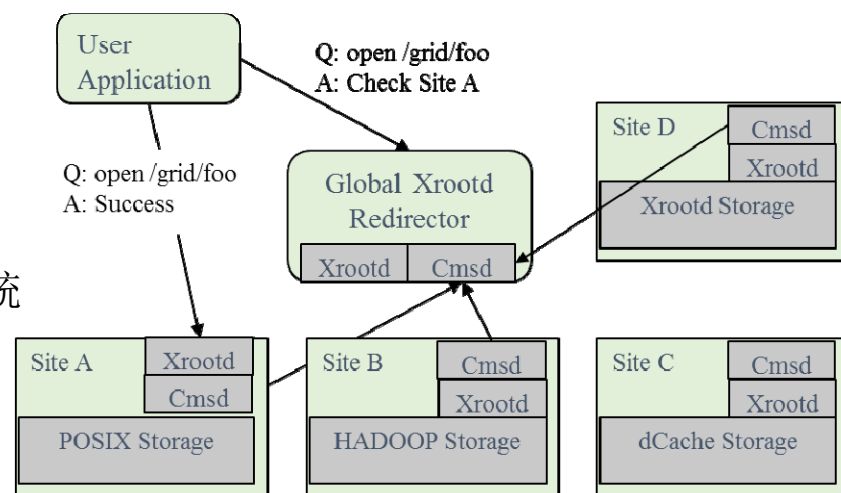 User
Application
Q: open /grid/foo
A: Check Site A
Q: open /grid/foo
A: Success
Global Xrootd
Redirector
Xrootd
Cmsd
Site D
Cmsd
Xrootd
Xrootd Storage
统
Site A
Xrootd
Cmsd
POSIX Storage
Site B
Cmsd
Xrootd
HADOOP Storage
Site C
Cmsd
Xrootd
dCache Storage